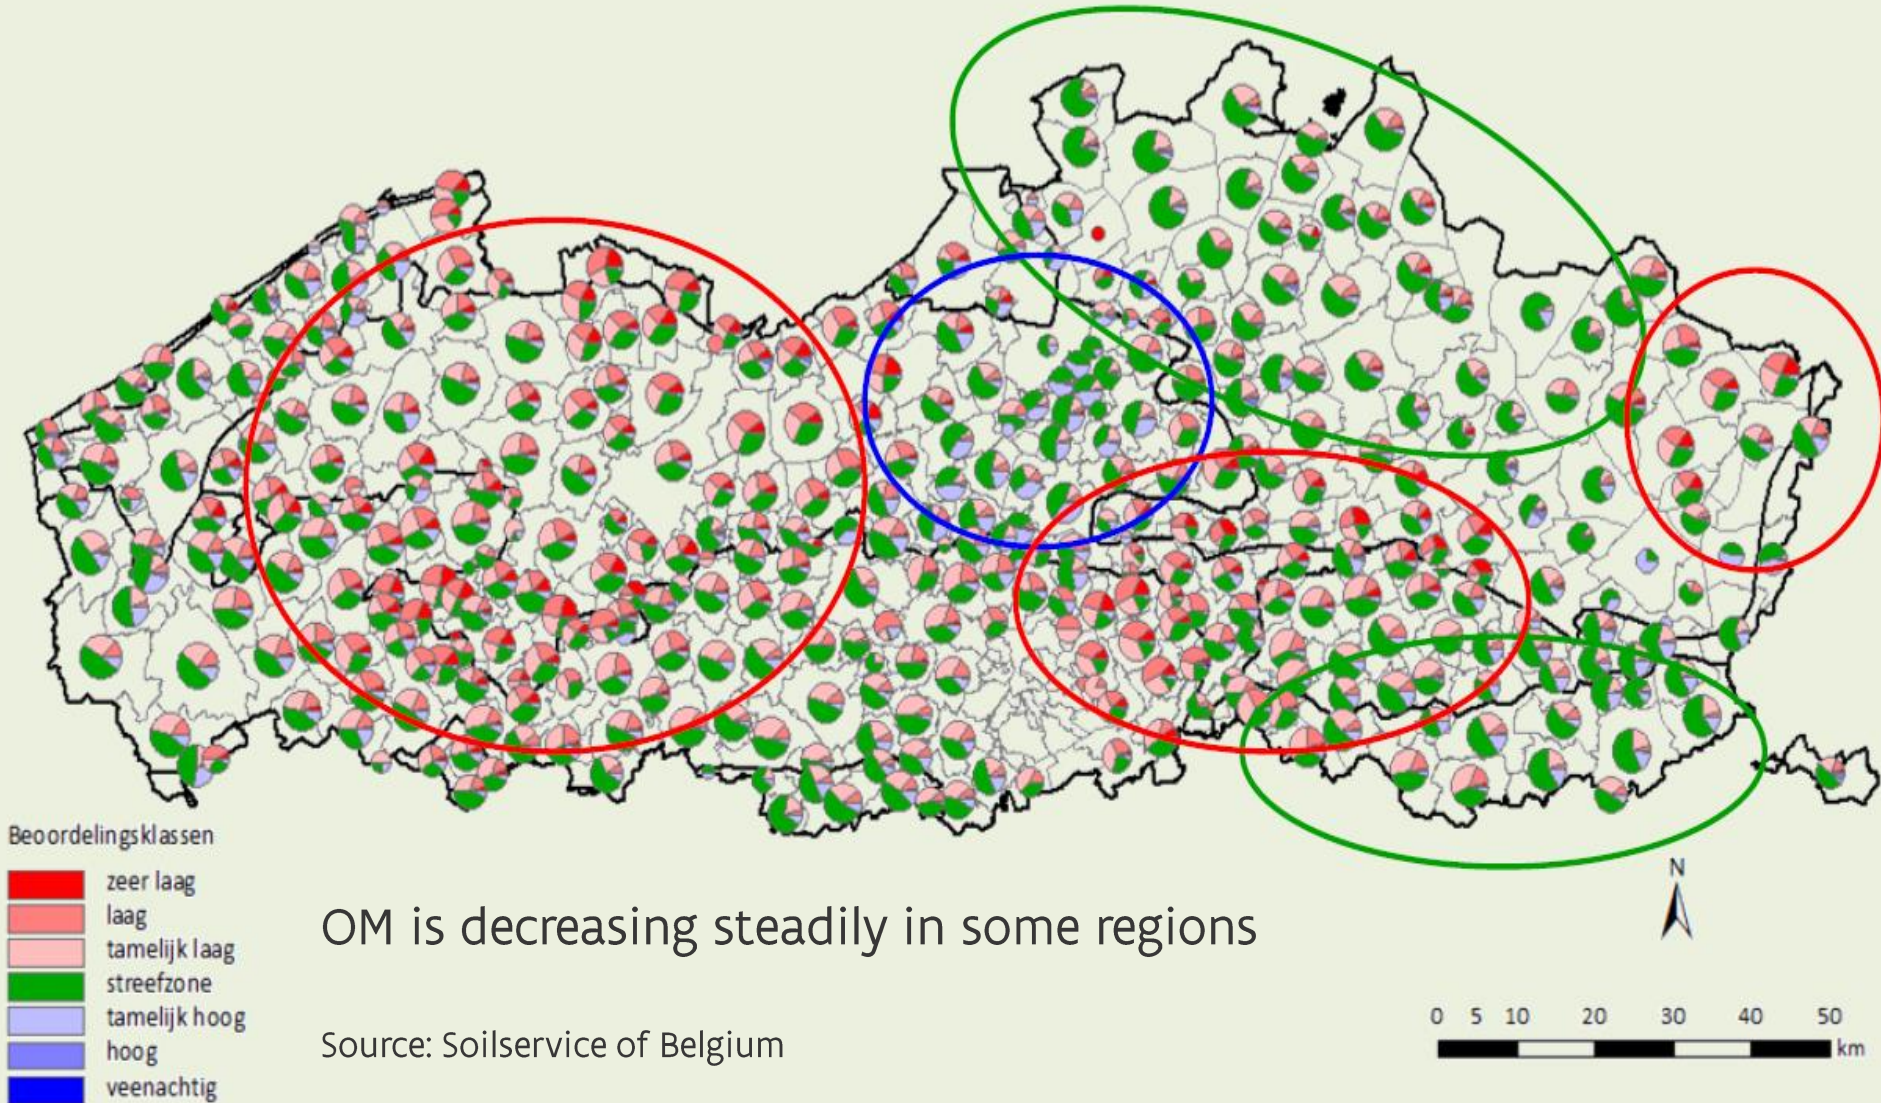 Beoordelingsklassen
zeer laag
laag
tamelijk laag
streefzone
tamelijk hoog
hoog
veenachtig
OM is decreasing steadily in some regions
Source: Soilservice of Belgium
N
0 5 10 20 30 40 50
km